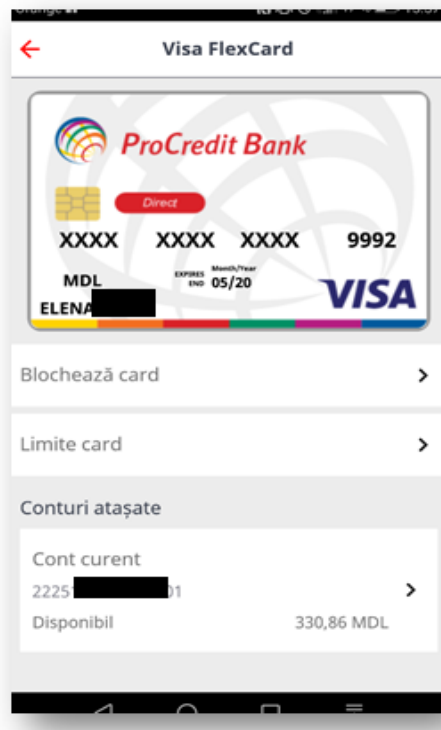 Visa FlexCard
ProCredit Bank
Direct
XXXX XXXX XXXX 9992
MDL
EXPIRES END
Month/Year
05/20
VISA
ELENA
Blochează card
Limite card
Conturi atașate
Cont curent
2225 01
Disponibil 330,86 MDL